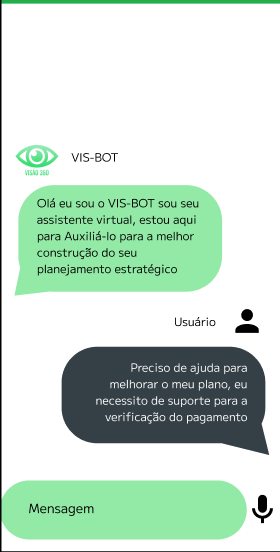 VISÃO 360
VIS-BOT
Olá eu sou o VIS-BOT sou seu
assistente virtual, estou aqui
para Auxiliá-lo para a melhor
construção do seu
planejamento estratégico
Usuário
Preciso de ajuda para
melhorar o meu plano, eu
necessito de suporte para a
verificação do pagamento
Mensagem